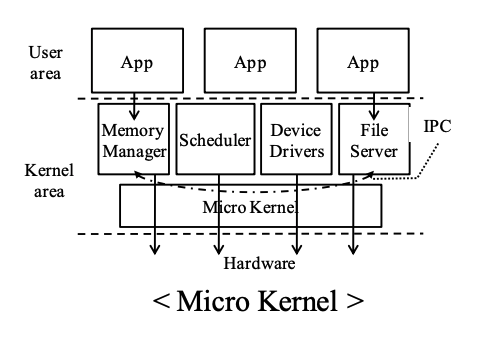 User
area
App
App
App
Memory
Manager
Scheduler
Device
Drivers
File
Server
IPC
Kernel
area
Micro Kernel
Hardware
< Micro Kernel >